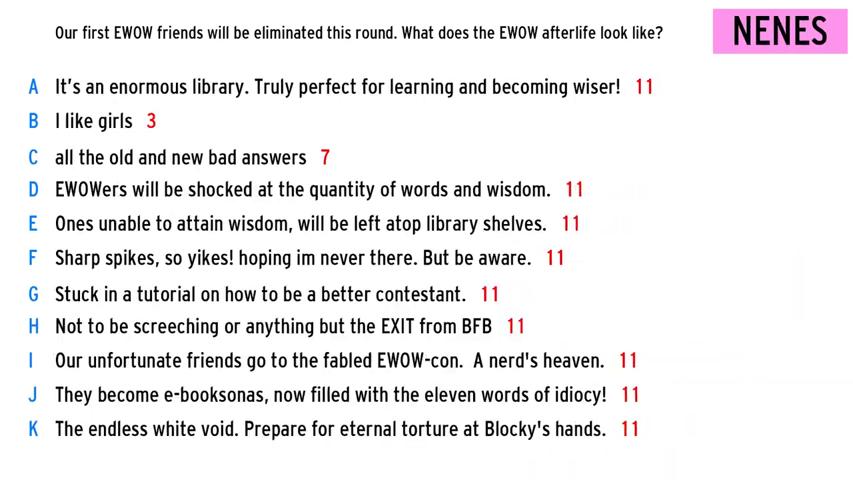 Our first EWOW friends will be eliminated this round. What does the EWOW afterlife look like?
NENES
A It's an enormous library. Truly perfect for learning and becoming wiser! 11
B I like girls 3
C all the old and new bad answers 7
D EWOWers will be shocked at the quantity of words and wisdom. 11
E Ones unable to attain wisdom, will be left atop library shelves. 11
F Sharp spikes, so yikes! hoping im never there. But be aware. 11
G Stuck in a tutorial on how to be a better contestant. 11
H Not to be screeching or anything but the EXIT from BFB 11
I Our unfortunate friends go to the fabled EWOW-con. A nerd's heaven. 11
J They become e-booksonas, now filled with the eleven words of idiocy! 11
K The endless white void. Prepare for eternal torture at Blocky's hands. 11